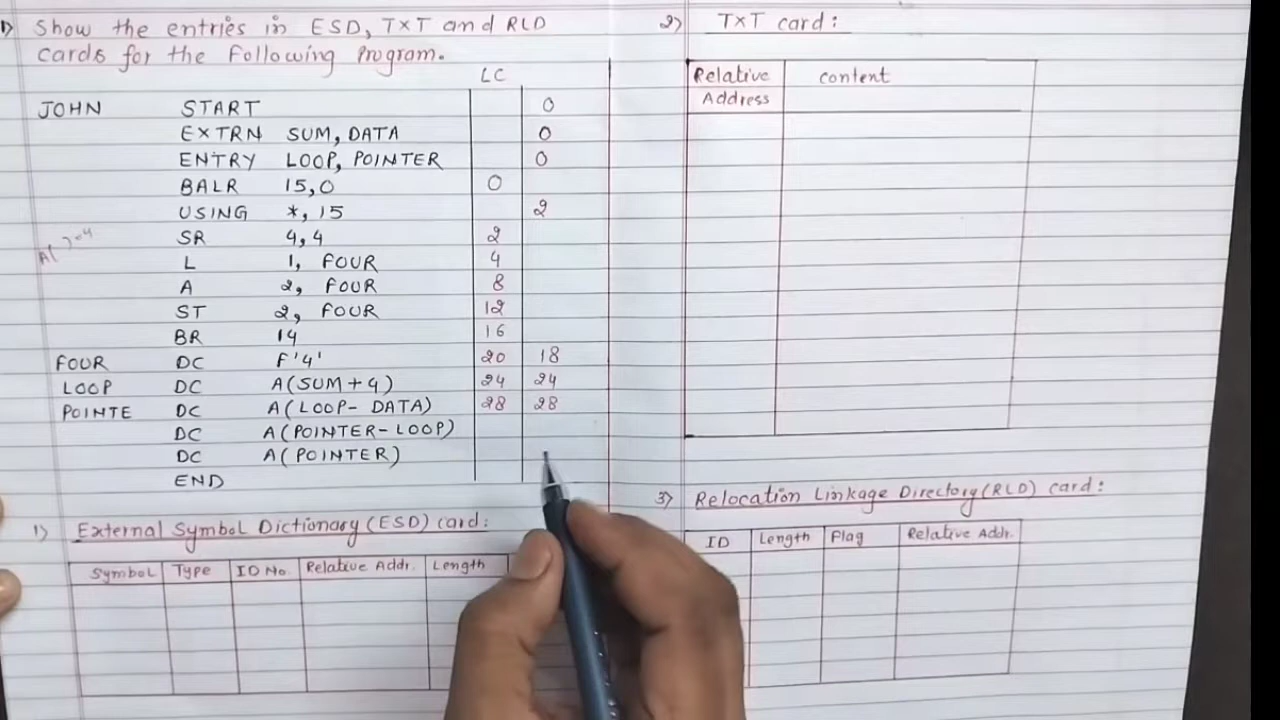 1) Show the entries in ESD, TXT and RLD
cards for the following program.
LC
JOHN START 0
EXTRN SUM, DATA 0
ENTRY LOOP, POINTER 0
BALR 15,0 0
USING *, 15 2
SR 4,4 2
L 1, FOUR 4
A 2, FOUR 8
ST 2, FOUR 12
BR 14 16
FOUR DC F'4' 20 18
LOOP DC A(SUM+4) 24 24
POINTE DC A(LOOP-DATA) 28 28
DC A(POINTER-LOOP)
DC A(POINTER)
END
A( )=4
1) External Symbol Dictionary (ESD) card:
Symbol Type ID No. Relative Addr. Length
2) TXT card:
Relative Address content
3) Relocation Linkage Directory (RLD) card:
ID Length Flag Relative Addr.